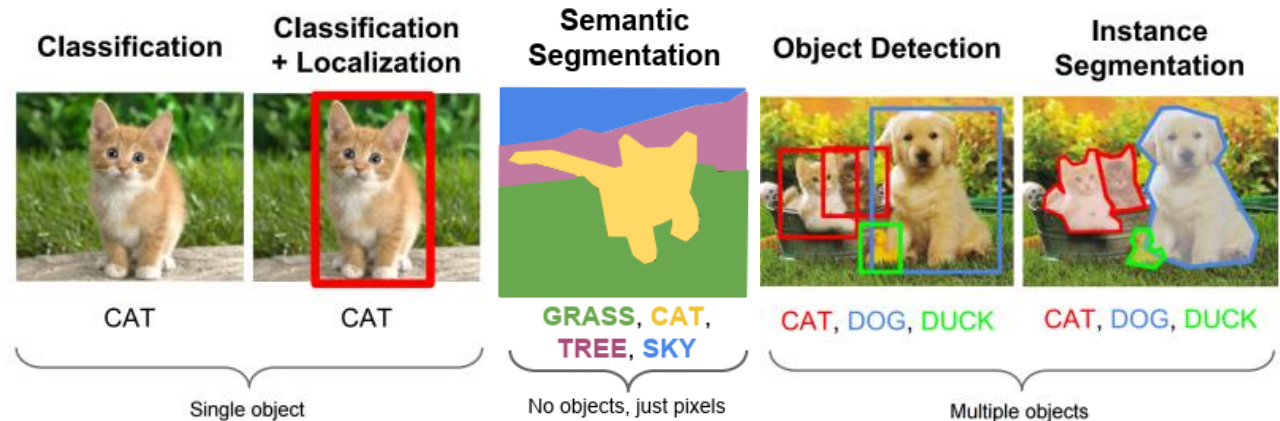 Classification
Classification
+ Localization
Semantic
Segmentation
Object Detection
Instance
Segmentation
CAT
CAT
GRASS, CAT,
TREE, SKY
CAT, DOG, DUCK
CAT, DOG, DUCK
Single object
No objects, just pixels
Multiple objects